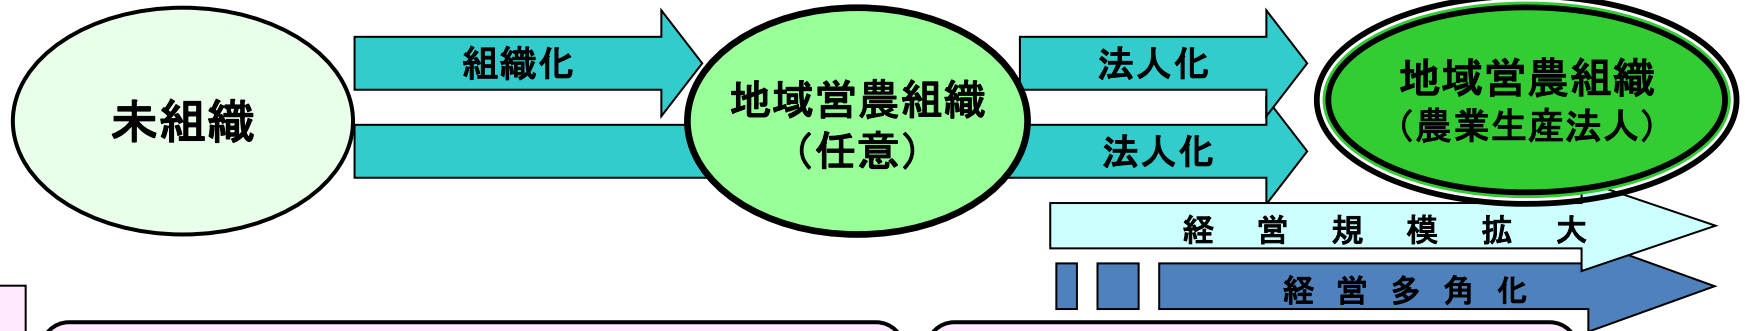 未組織
組織化
地域営農組織
（任意）
法人化
法人化
地域営農組織
（農業生産法人）
経営規模拡大
経営多角化